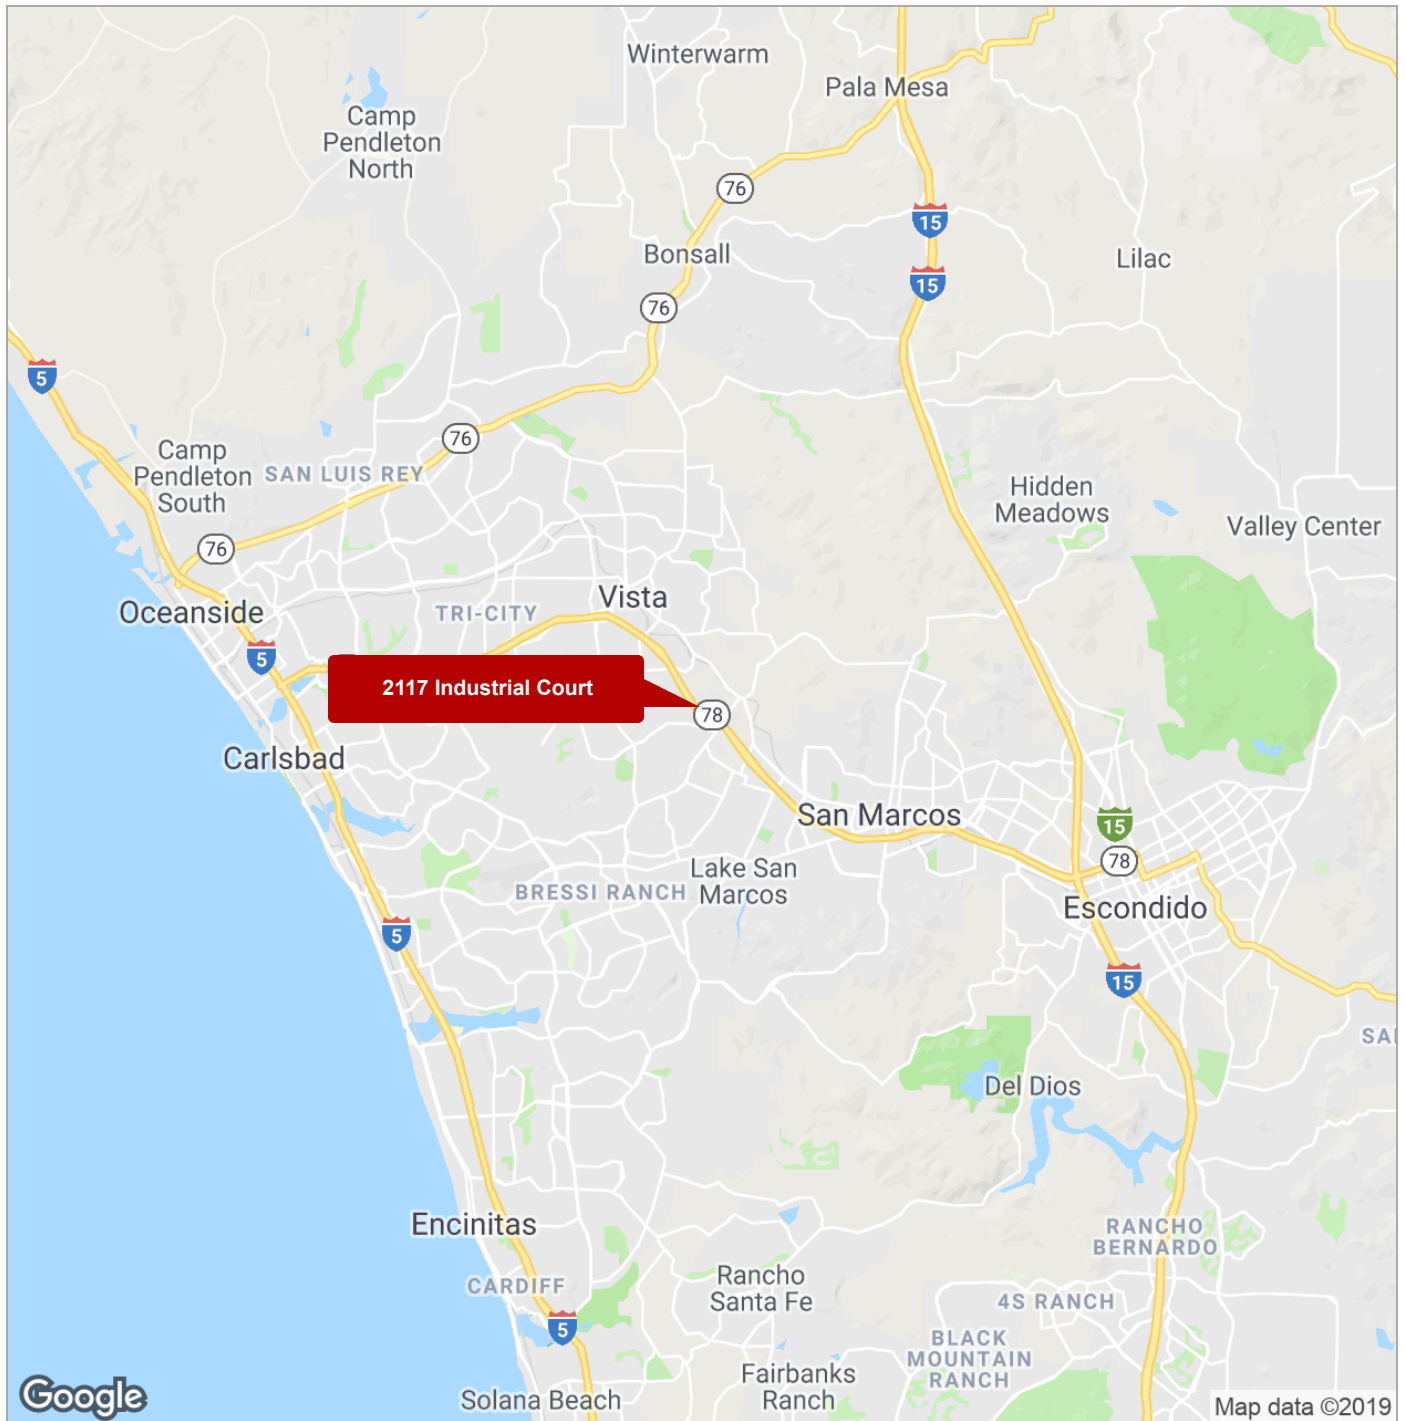 Winterwarm
Pala Mesa
Camp
Pendleton
North
76
15
Bonsall
Lilac
15
76
5
76
Camp
Pendleton
South
SAN LUIS REY
Hidden
Meadows
Valley Center
76
Vista
Oceanside
TRI-CITY
5
2117 Industrial Court
78
Carlsbad
San Marcos
15
78
Lake San
Marcos
BRESSI RANCH
Escondido
5
15
SAN
Del Dios
Encinitas
RANCHO
BERNARDO
CARDIFF
Rancho
Santa Fe
4S RANCH
5
BLACK
MOUNTAIN
RANCH
Fairbanks
Ranch
Solana Beach
Google
Map data ©2019